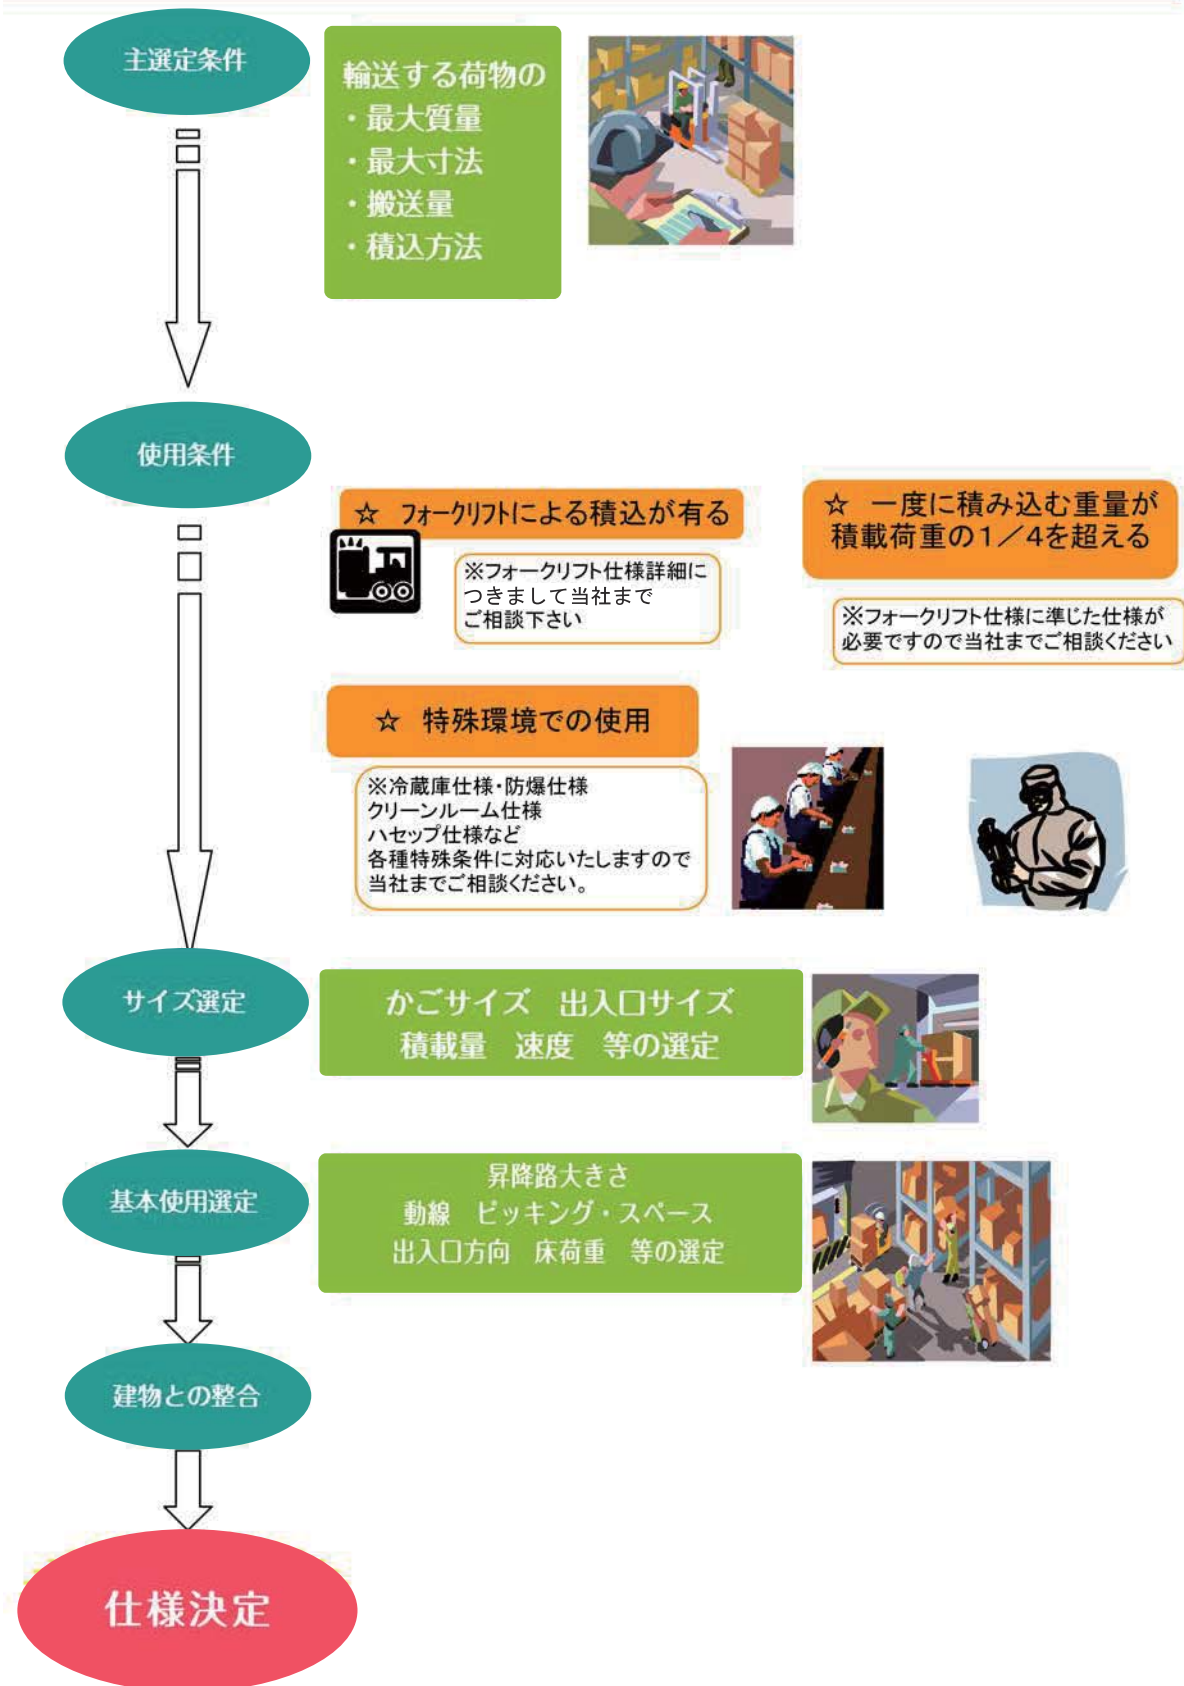 主選定条件
輸送する荷物の
・最大質量
・最大寸法
・搬送量
・積込方法
使用条件
☆ フォークリフトによる積込が有る
※フォークリフト仕様詳細に
つきまして当社まで
ご相談下さい
☆ 一度に積み込む重量が
積載荷重の1／4を超える
※フォークリフト仕様に準じた仕様が
必要ですので当社までご相談ください
☆ 特殊環境での使用
※冷蔵庫仕様・防爆仕様
クリーンルーム仕様
ハセップ仕様など
各種特殊条件に対応いたしますので
当社までご相談ください。
サイズ選定
かごサイズ 出入口サイズ
積載量 速度 等の選定
基本使用選定
昇降路大きさ
動線 ピッキング・スペース
出入口方向 床荷重 等の選定
建物との整合
仕様決定